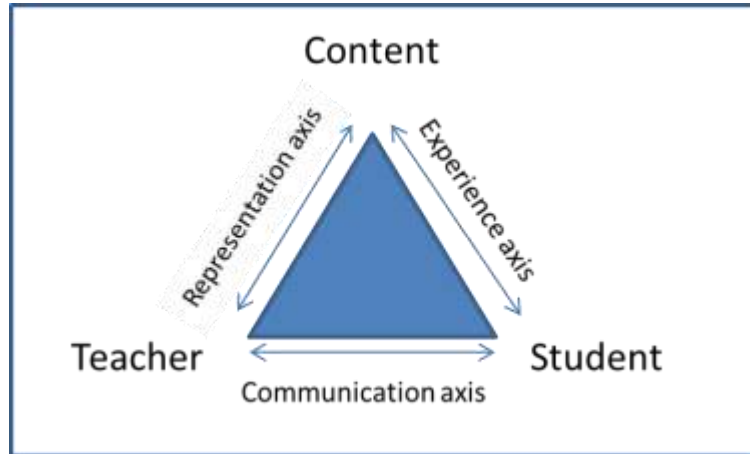 Content
Representation axis
Experience axis
Teacher
Student
Communication axis